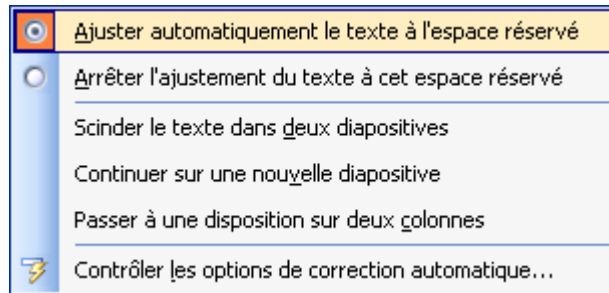 Ajuster automatiquement le texte à l'espace réservé
Arrêter l'ajustement du texte à cet espace réservé
Scinder le texte dans deux diapositives
Continuer sur une nouvelle diapositive
Passer à une disposition sur deux colonnes
Contrôler les options de correction automatique...